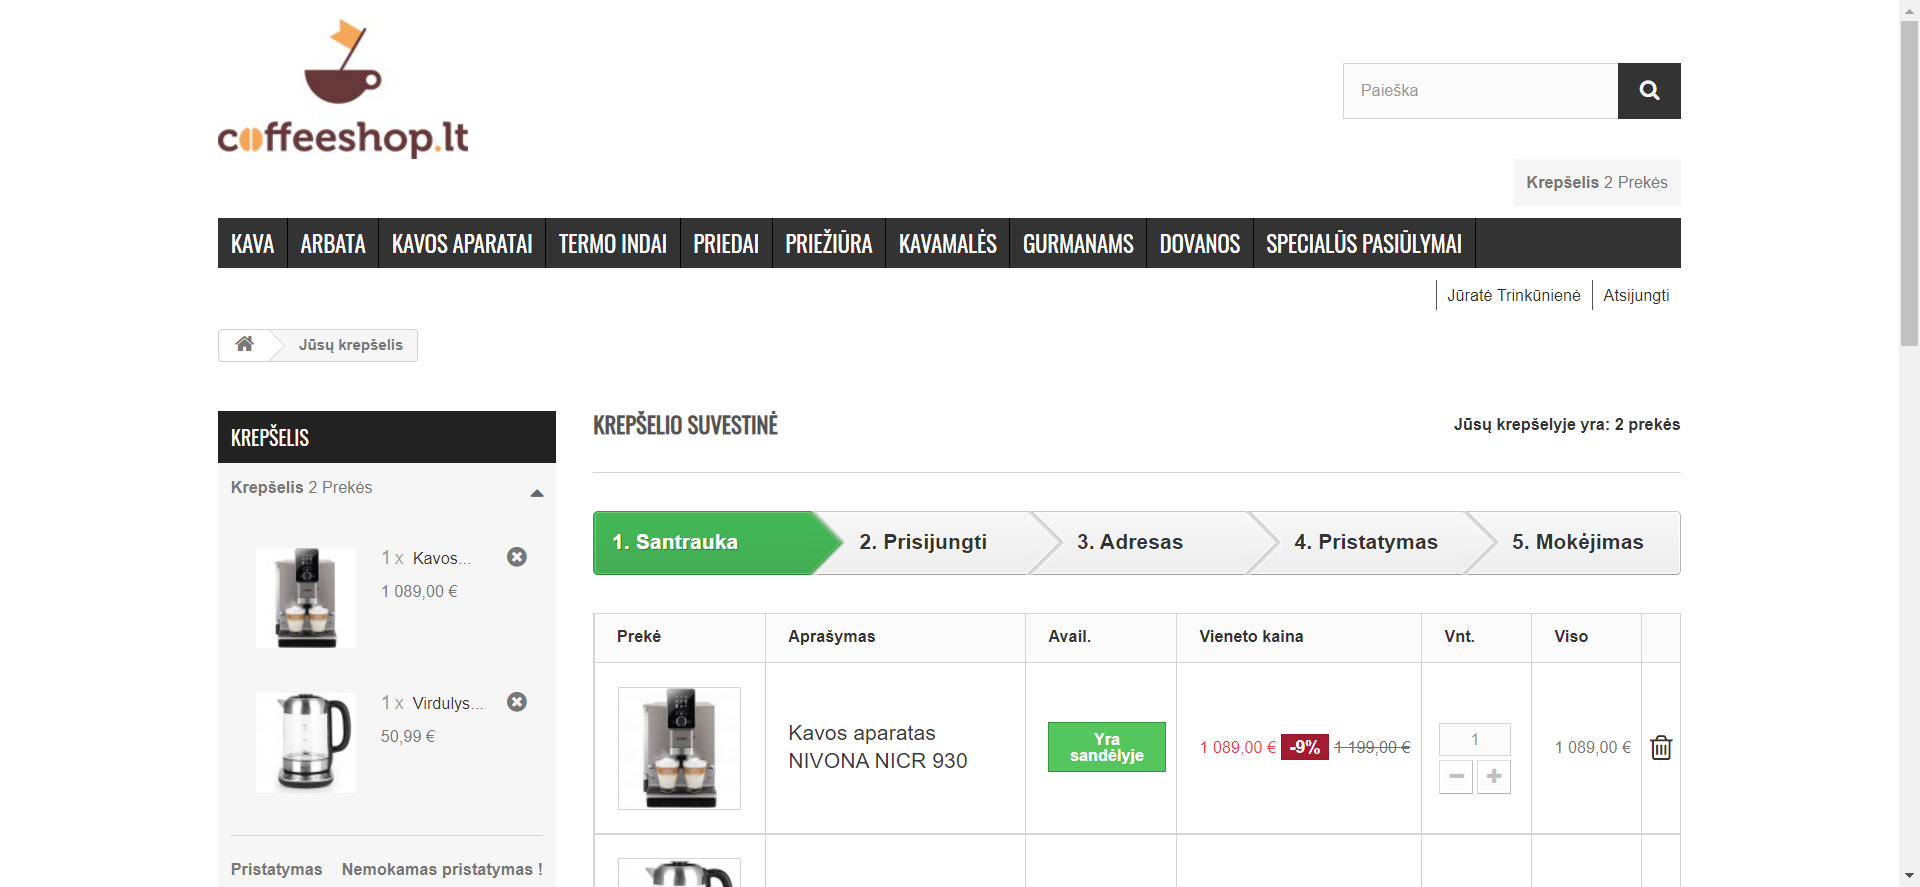 coffeeshop.lt
Paieška
Krepšelis 2 Prekės
KAVA ARBATA KAVOS APARATAI TERMO INDAI PRIEDAI PRIEŽIŪRA KAVAMALĖS GURMANAMS DOVANOS SPECIALŪS PASIŪLYMAI
Jūratė Trinkūnienė Atsijungti
Jūsų krepšelis
KREPŠELIS
Krepšelis 2 Prekės
1 x Kavos...
1 089,00 €
1 x Virdulys...
50,99 €
Pristatymas Nemokamas pristatymas !
KREPŠELIO SUVESTINĖ
Jūsų krepšelyje yra: 2 prekės
1. Santrauka 2. Prisijungti 3. Adresas 4. Pristatymas 5. Mokėjimas
Prekė Aprašymas Avail. Vieneto kaina Vnt. Viso
Kavos aparatas
NIVONA NICR 930
Yra
sandėlyje
1 089,00 € -9% 1 199,00 €
1
1 089,00 €